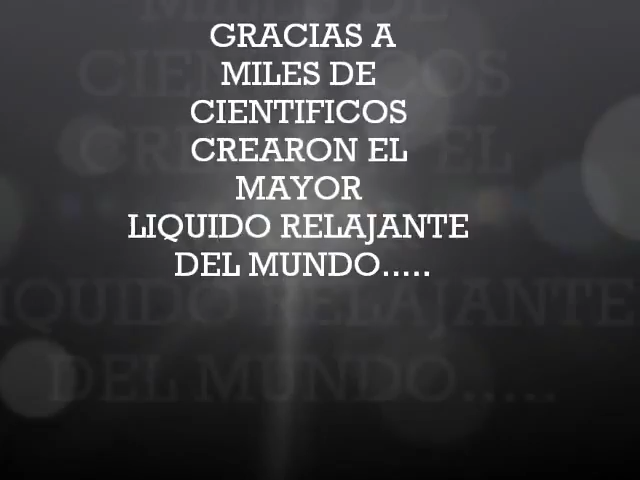 GRACIAS A
MILES DE
CIENTIFICOS
CREARON EL
MAYOR
LIQUIDO RELAJANTE
DEL MUNDO.....